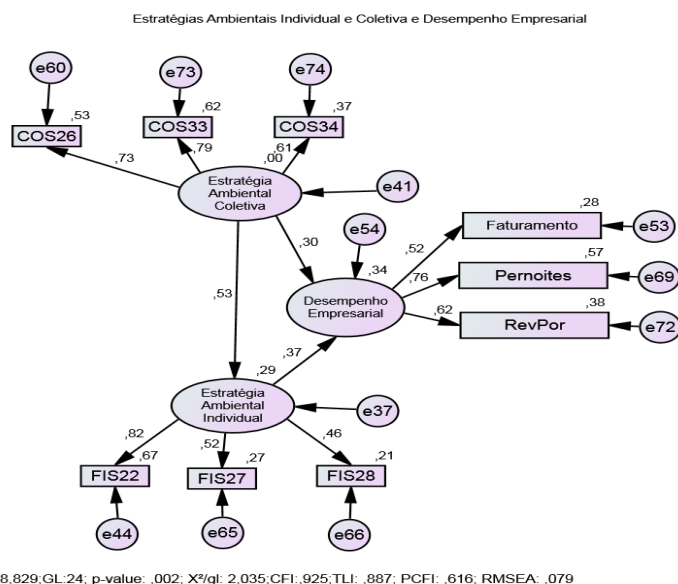 Estratégias Ambientais Individual e Coletiva e Desempenho Empresarial
e60
e73
e74
,53
,62
,37
COS26
COS33
COS34
,73
,79
,00
,61
Estratégia
Ambiental
Coletiva
e41
,30
e54
,28
Faturamento
e53
,52
,34
,57
Pernoites
e69
,76
Desempenho
Empresarial
,62
,38
RevPor
e72
,53
,37
,29
Estratégia
Ambiental
Individual
e37
,82
,52
,46
,67
,27
,21
FIS22
FIS27
FIS28
e44
e65
e66
8,829;GL:24; p-value: ,002; X²/gl: 2,035;CFI:,925;TLI: ,887; PCFI: ,616; RMSEA: ,079